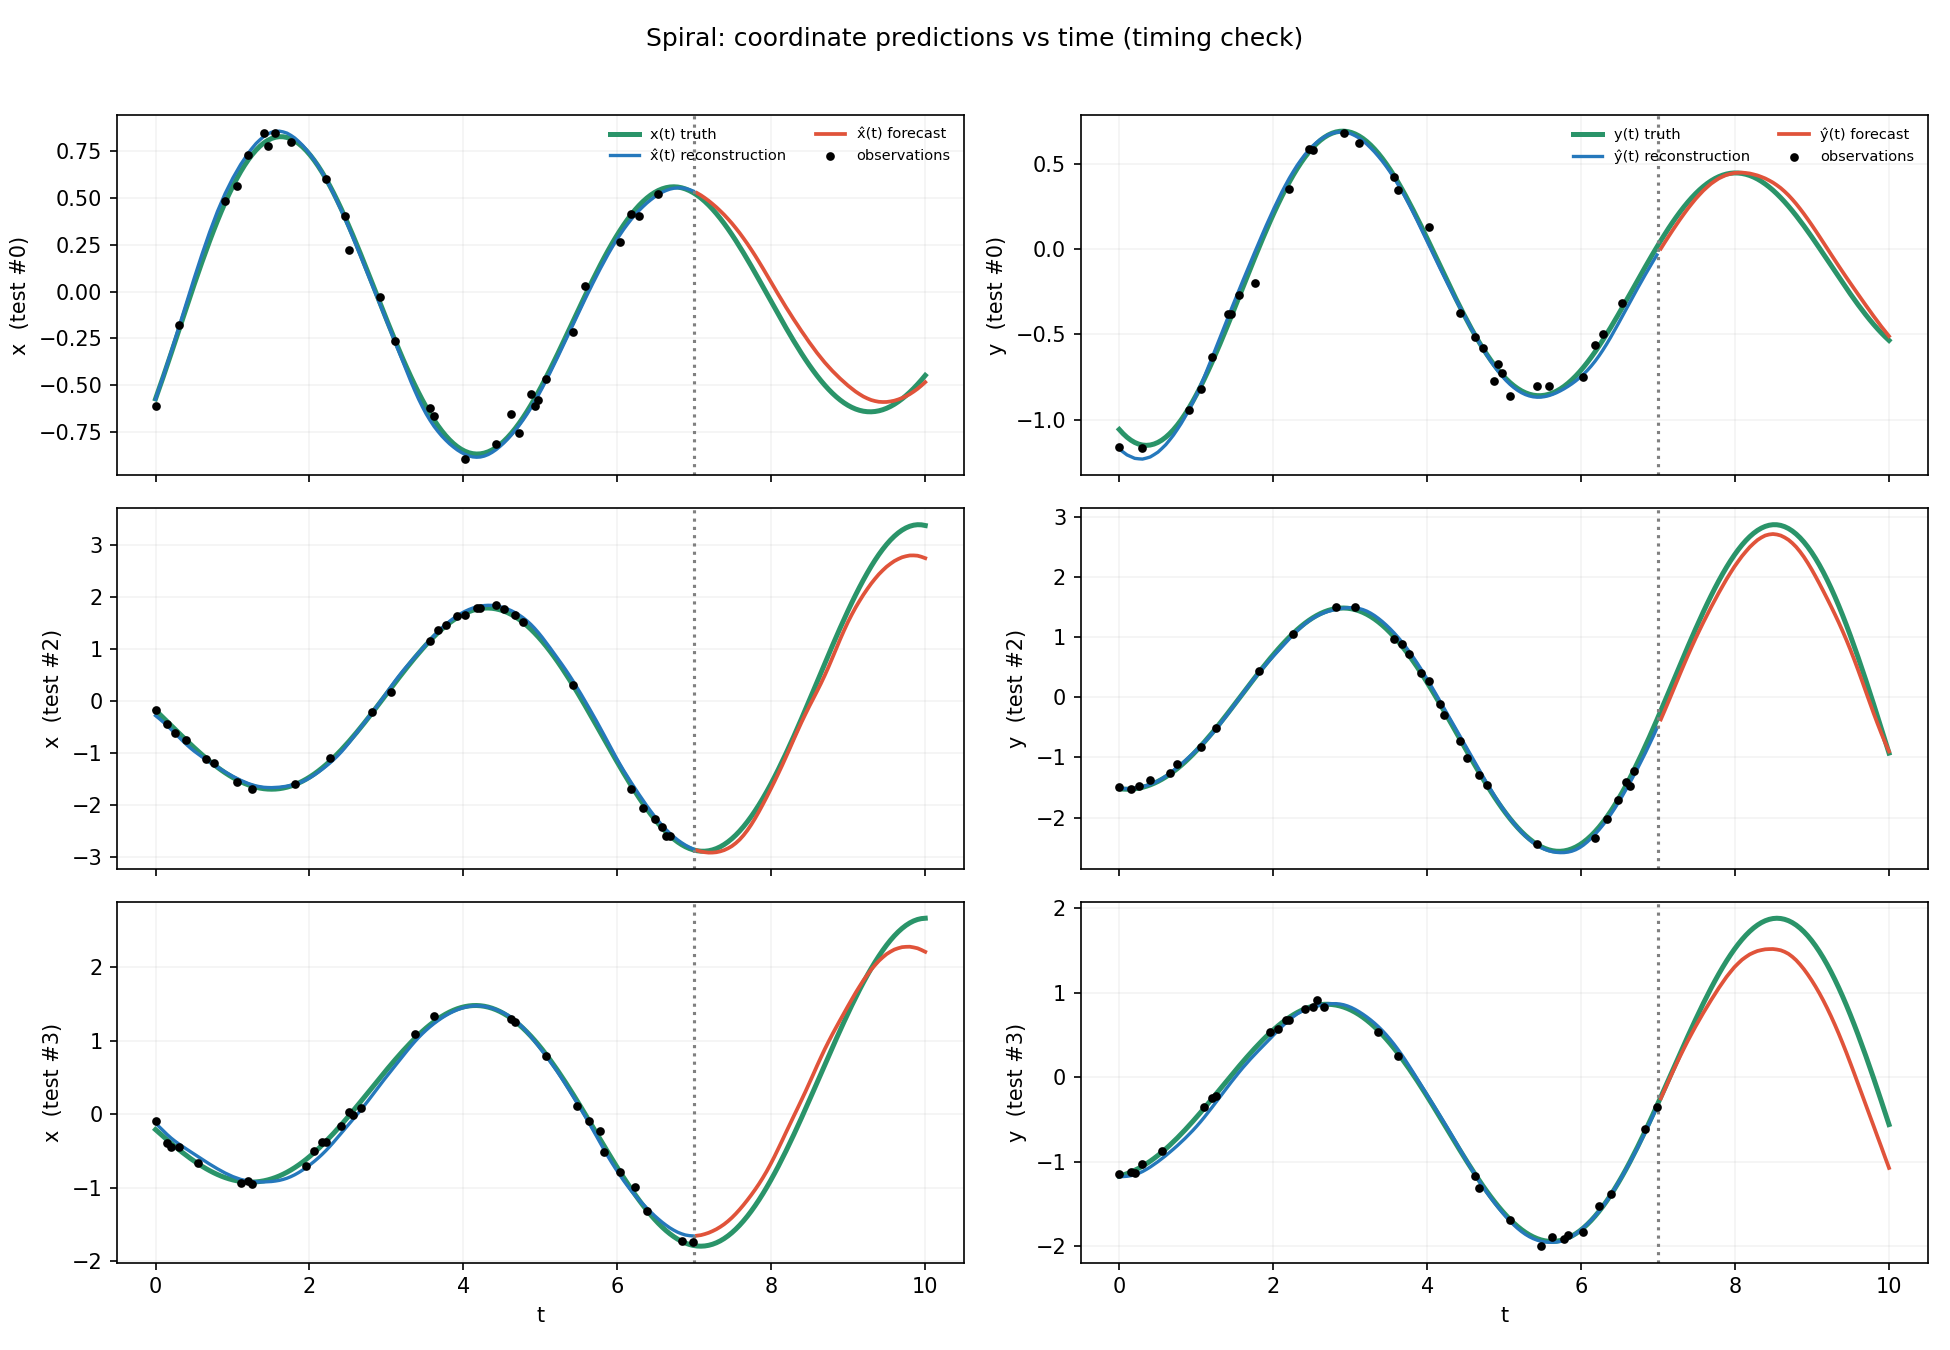 Spiral: coordinate predictions vs time (timing check)
x(t) truth
x̂(t) reconstruction
x̂(t) forecast
observations
0.75
0.50
0.25
0.00
−0.25
−0.50
−0.75
x (test #0)
y(t) truth
ŷ(t) reconstruction
ŷ(t) forecast
observations
0.5
0.0
−0.5
−1.0
y (test #0)
3
2
1
0
−1
−2
−3
x (test #2)
3
2
1
0
−1
−2
y (test #2)
2
1
0
−1
−2
x (test #3)
0 2 4 6 8 10
t
2
1
0
−1
−2
y (test #3)
0 2 4 6 8 10
t